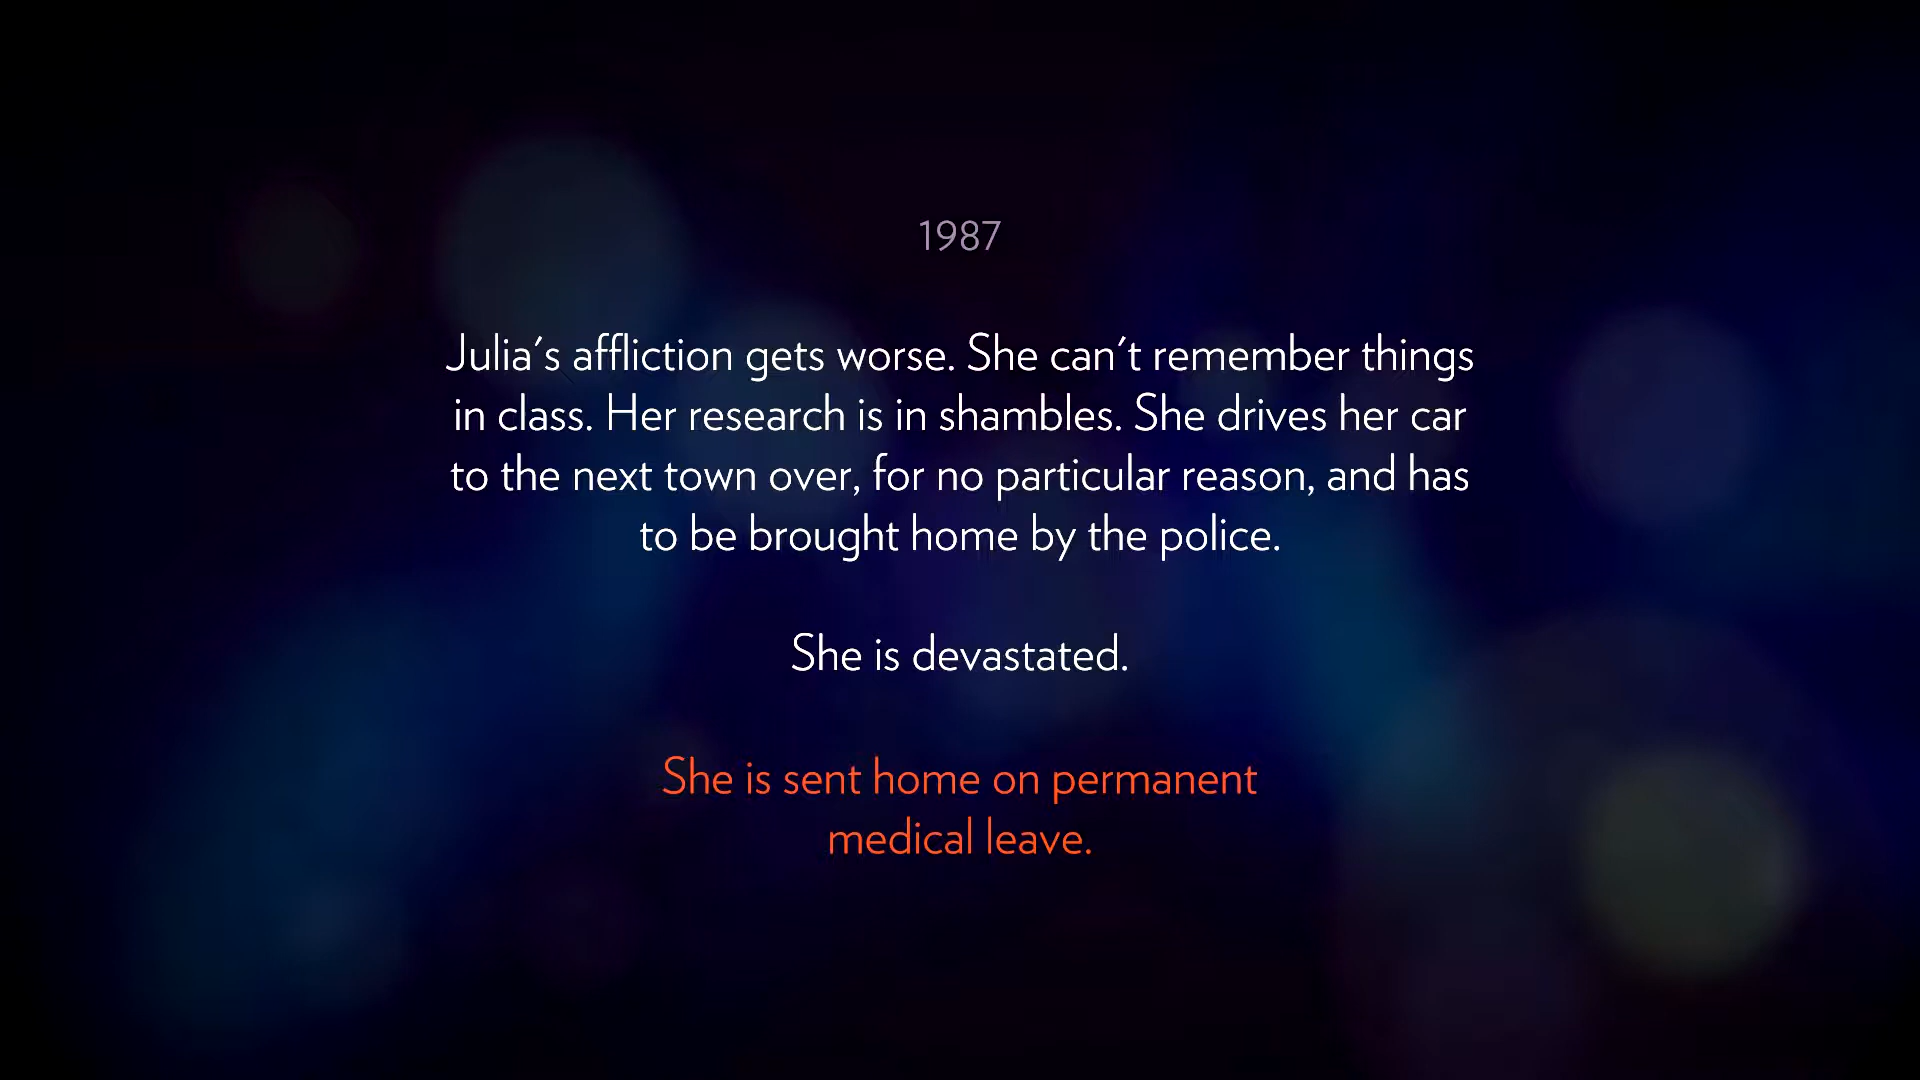 1987
Julia's affliction gets worse. She can't remember things
in class. Her research is in shambles. She drives her car
to the next town over, for no particular reason, and has
to be brought home by the police.
She is devastated.
She is sent home on permanent
medical leave.